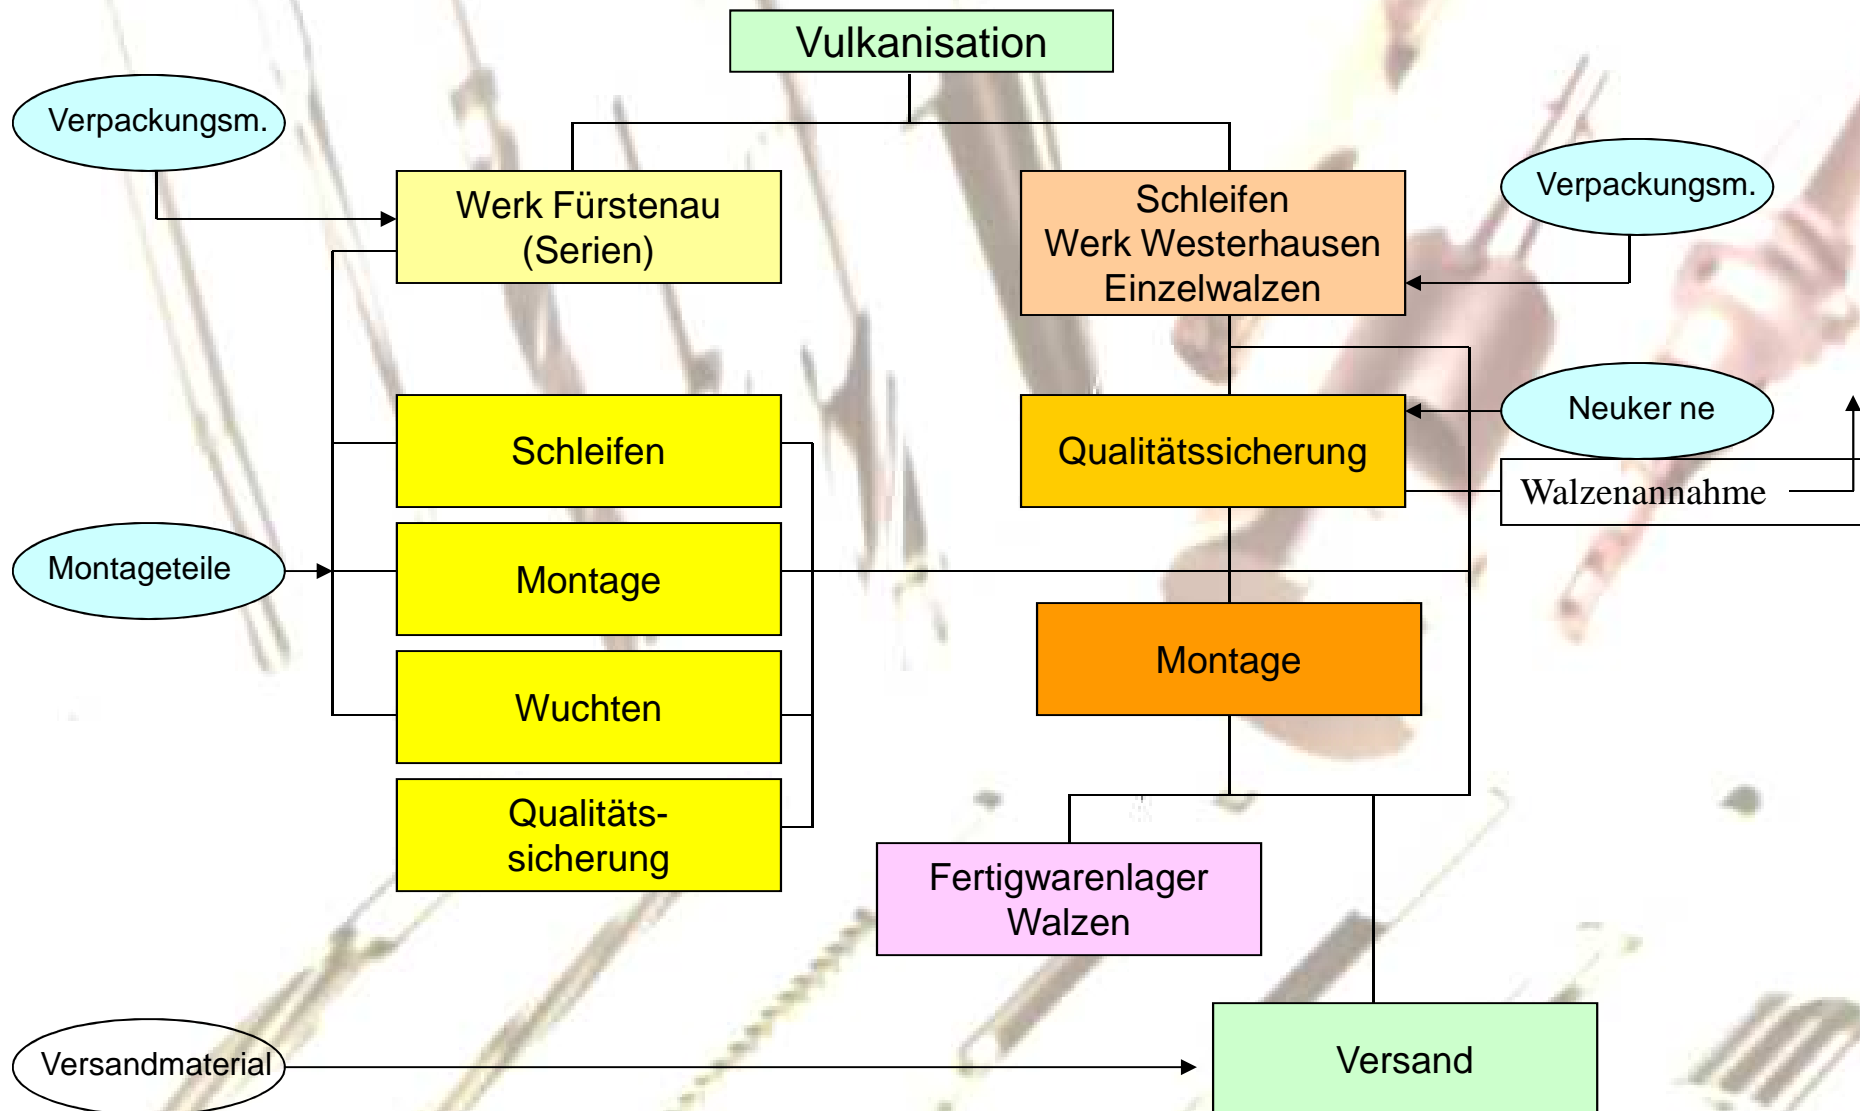 Vulkanisation
Verpackungsm.
Verpackungsm.
Werk Fürstenau
(Serien)
Schleifen
Werk Westerhausen
Einzelwalzen
Neuker ne
Schleifen
Qualitätssicherung
Walzenannahme
Montageteile
Montage
Montage
Wuchten
Qualitäts-
sicherung
Fertigwarenlager
Walzen
Versandmaterial
Versand